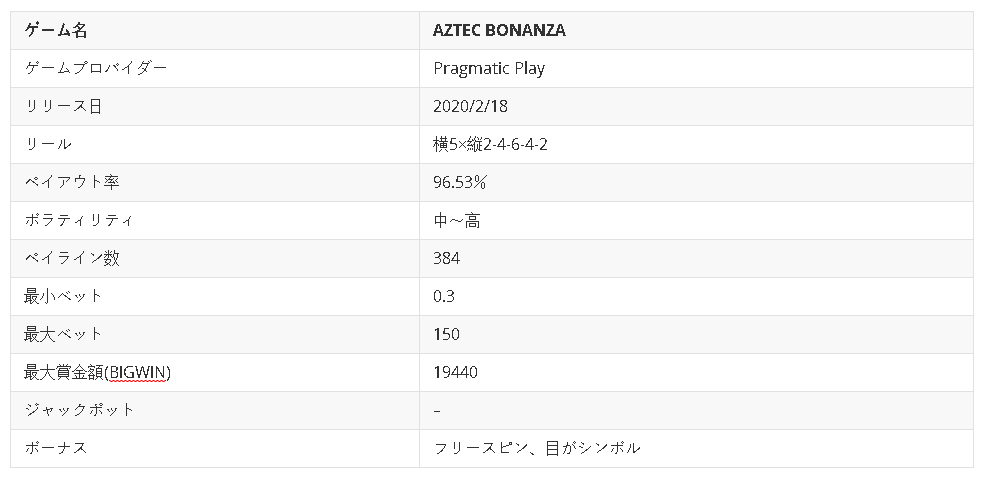 ゲーム名 AZTEC BONANZA
ゲームプロバイダー Pragmatic Play
リリース日 2020/2/18
リール 横5×縦2-4-6-4-2
ペイアウト率 96.53%
ボラティリティ 中～高
ペイライン数 384
最小ベット 0.3
最大ベット 150
最大賞金額(BIGWIN) 19440
ジャックポット –
ボーナス フリースピン、目がシンボル